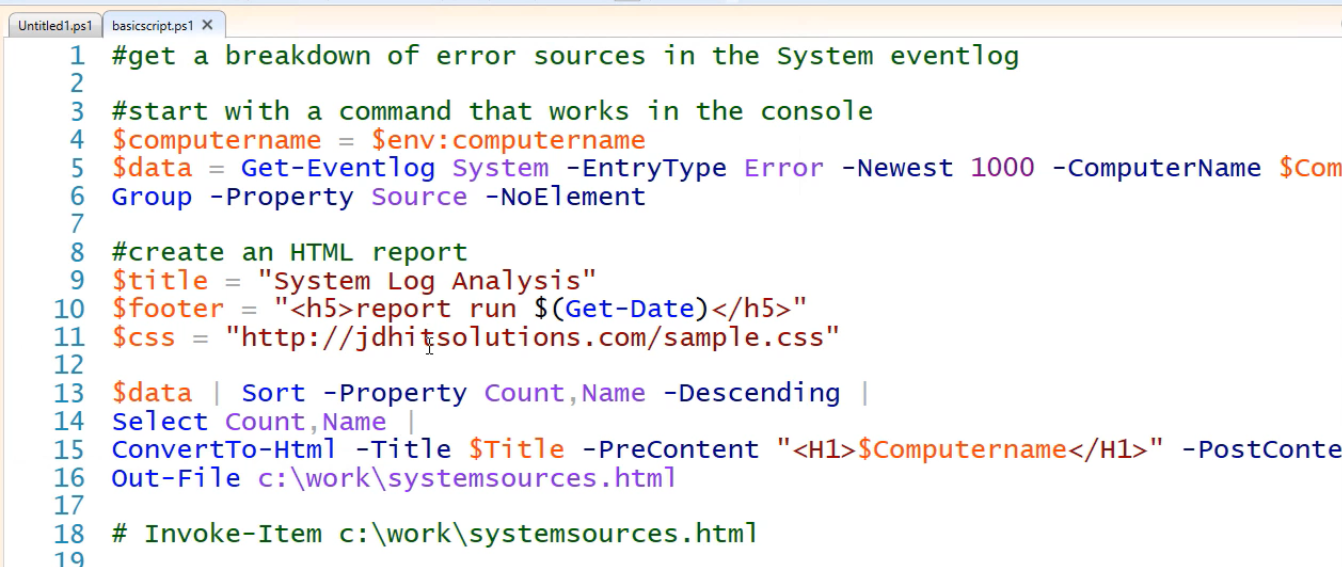 Untitled1.ps1 basicscript.ps1 X
1 #get a breakdown of error sources in the System eventlog
2
3 #start with a command that works in the console
4 $computername = $env:computername
5 $data = Get-Eventlog System -EntryType Error -Newest 1000 -ComputerName $Com
6 Group -Property Source -NoElement
7
8 #create an HTML report
9 $title = "System Log Analysis"
10 $footer = "<h5>report run $(Get-Date)</h5>"
11 $css = "http://jdhitsolutions.com/sample.css"
12
13 $data | Sort -Property Count,Name -Descending |
14 Select Count,Name |
15 ConvertTo-Html -Title $Title -PreContent "<H1>$Computername</H1>" -PostConte
16 Out-File c:\work\systemsources.html
17
18 # Invoke-Item c:\work\systemsources.html
19